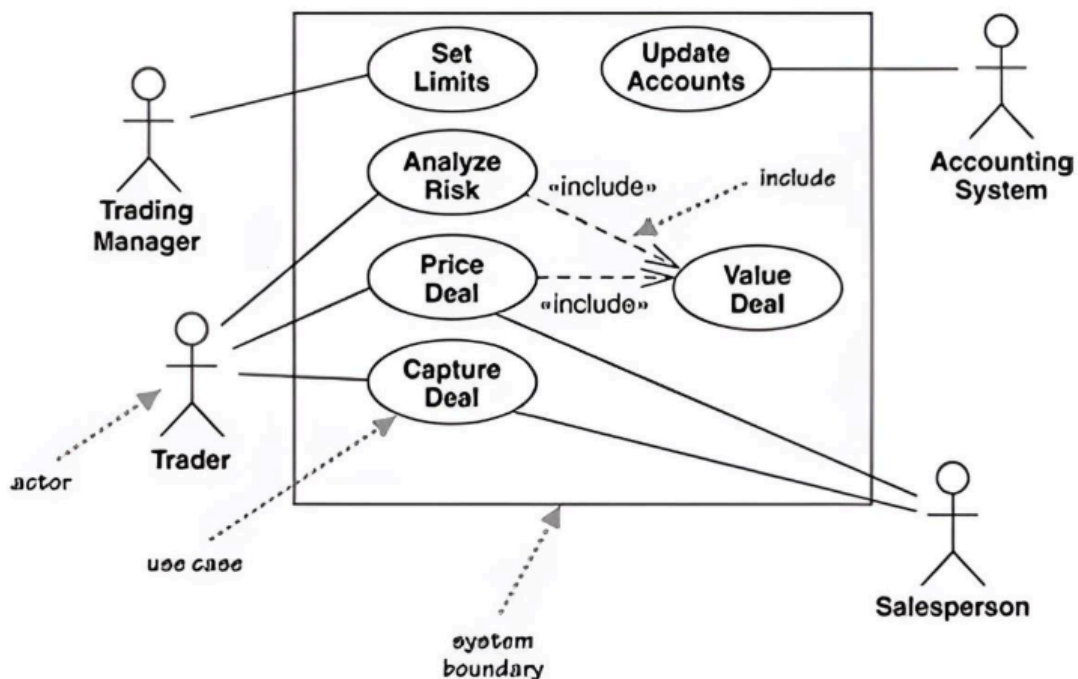 Set
Limits
Update
Accounts
Trading
Manager
Accounting
System
Analyze
Risk
«include»
include
Price
Deal
«include»
Value
Deal
Capture
Deal
Trader
actor
use case
Salesperson
system
boundary